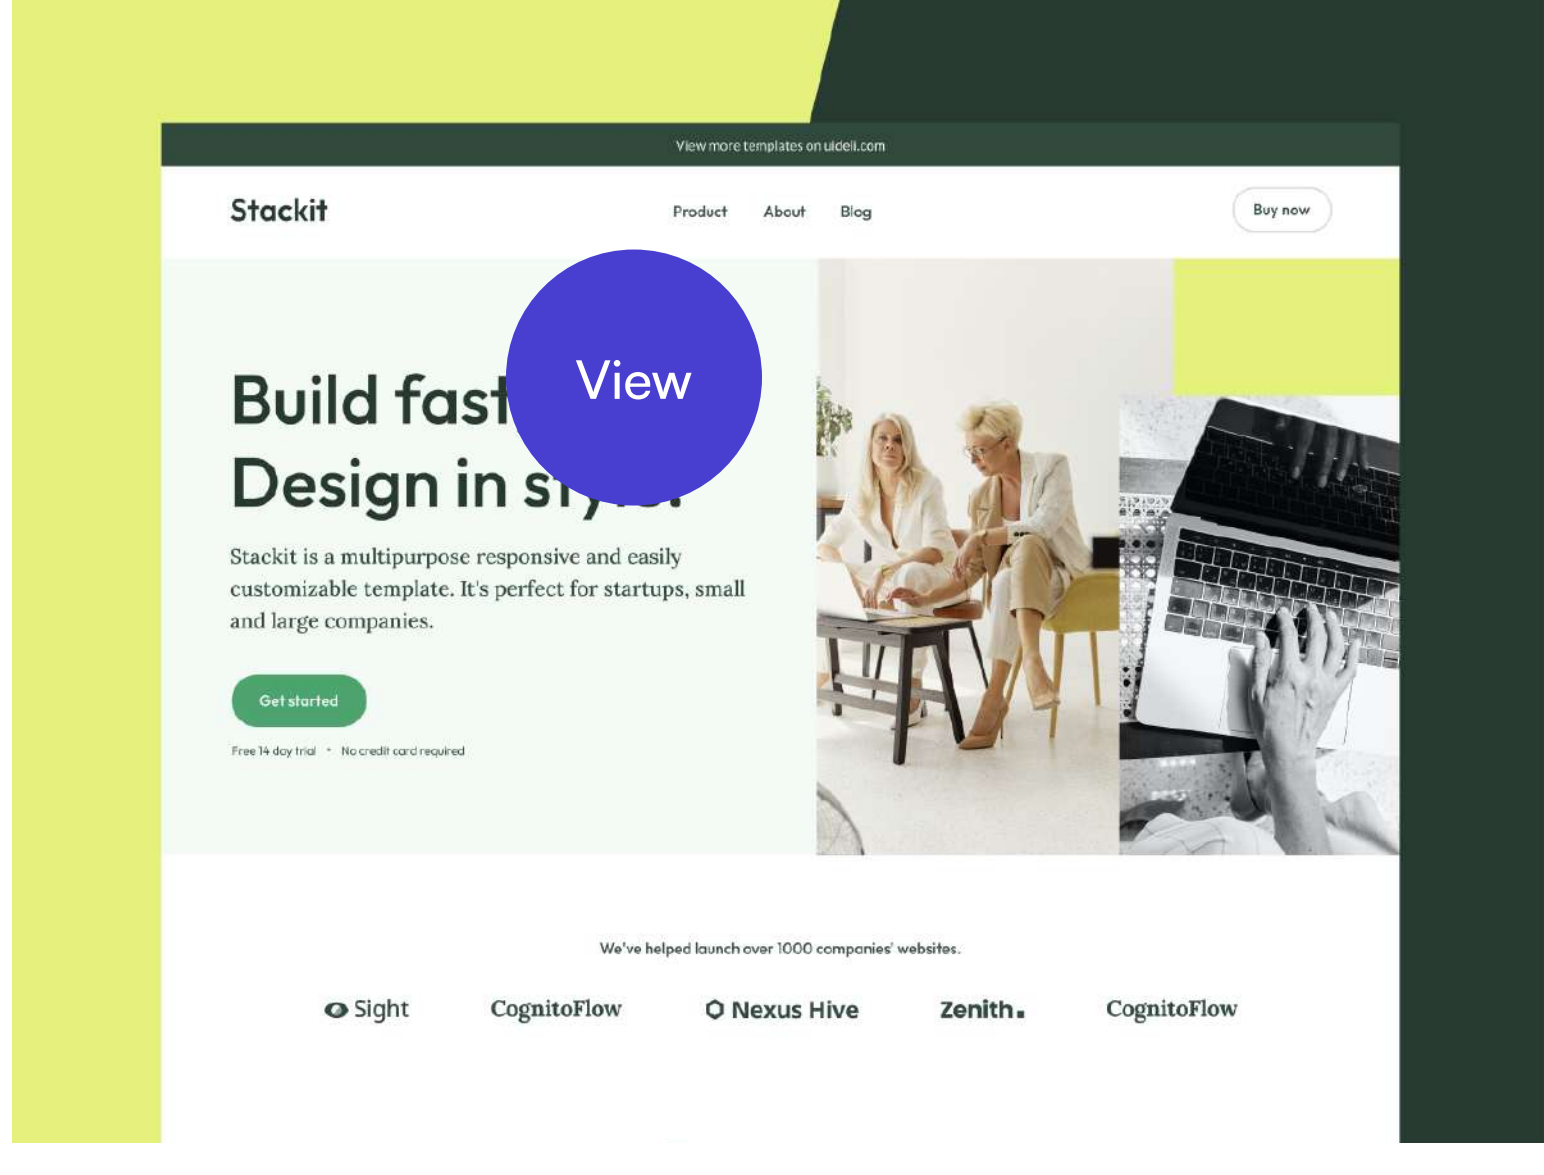 View more templates on uideli.com
Stackit
Product About Blog
Buy now
View
Build fast
Design in style.
Stackit is a multipurpose responsive and easily
customizable template. It's perfect for startups, small
and large companies.
Get started
Free 14 day trial • No credit card required
We've helped launch over 1000 companies' websites.
Sight CognitoFlow Nexus Hive Zenith. CognitoFlow